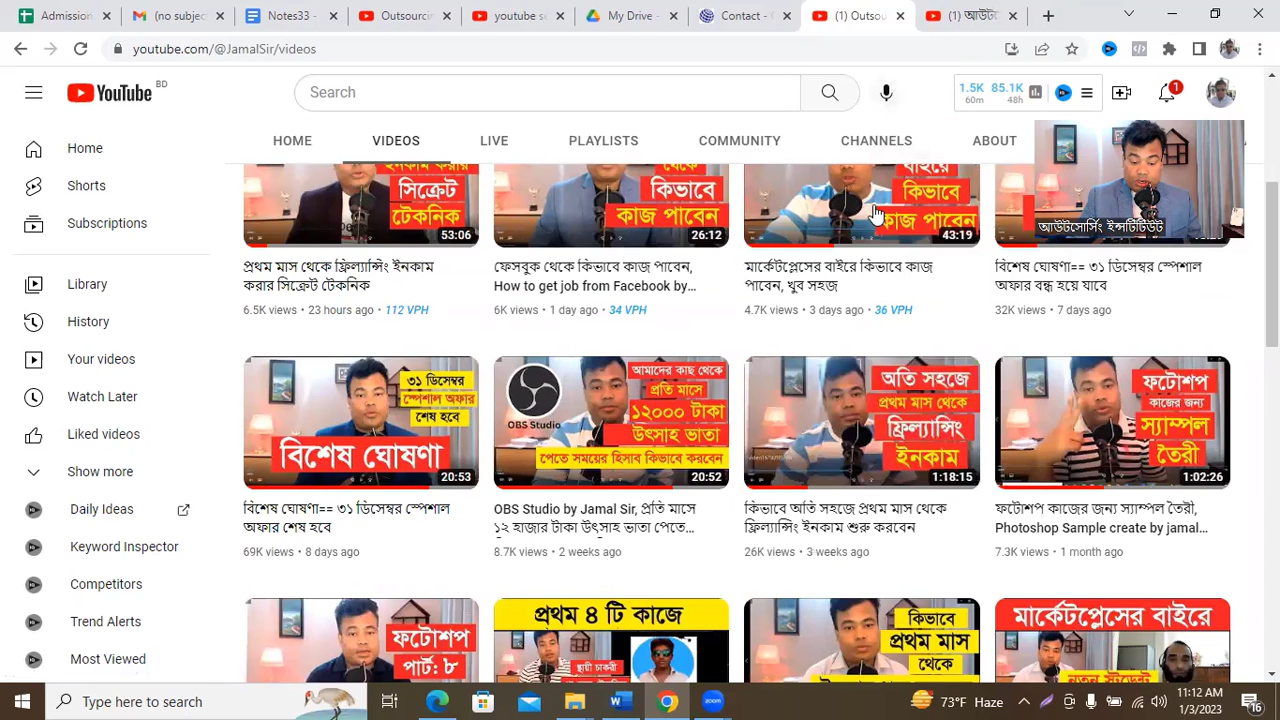 Admission
(no subjec
Notes33 -
Outsourc
youtube s
My Drive -
Contact - C
(1) Outsou
(1) আউট
youtube.com/@JamalSir/videos
YouTube BD
Search
1.5K 85.1K
60m 48h
1
HOME VIDEOS LIVE PLAYLISTS COMMUNITY CHANNELS ABOUT
Home
Shorts
Subscriptions
Library
History
Your videos
Watch Later
Liked videos
Show more
Daily Ideas
Keyword Inspector
Competitors
Trend Alerts
Most Viewed
ইনকাম করার
সিক্রেট
টেকনিক
53:06
থেকে
কিভাবে
কাজ পাবেন
26:12
বাইরে
কিভাবে
কাজ পাবেন
43:19
আউটসোর্সিং ইন্সটিটিউট
প্রথম মাস থেকে ফ্রিল্যান্সিং ইনকাম
করার সিক্রেট টেকনিক
6.5K views • 23 hours ago • 112 VPH
ফেসবুক থেকে কিভাবে কাজ পাবেন,
How to get job from Facebook by...
6K views • 1 day ago • 34 VPH
মার্কেটপ্লেসের বাইরে কিভাবে কাজ
পাবেন, খুব সহজ
4.7K views • 3 days ago • 36 VPH
বিশেষ ঘোষণা== ৩১ ডিসেম্বর স্পেশাল
অফার বন্ধ হয়ে যাবে
32K views • 7 days ago
৩১ ডিসেম্বর
স্পেশাল অফার
শেষ হবে
বিশেষ ঘোষণা
20:53
OBS Studio
আমাদের কাছ থেকে
প্রতি মাসে
১২০০০ টাকা
উৎসাহ ভাতা
পেতে সময়ের হিসাব কিভাবে করবেন
20:52
অতি সহজে
প্রথম মাস থেকে
ফ্রিল্যান্সিং
ইনকাম
1:18:15
ফটোশপ
কাজের জন্য
স্যাম্পল
তৈরী
1:02:26
বিশেষ ঘোষণা== ৩১ ডিসেম্বর স্পেশাল
অফার শেষ হবে
69K views • 8 days ago
OBS Studio by Jamal Sir, প্রতি মাসে
১২ হাজার টাকা উৎসাহ ভাতা পেতে...
8.7K views • 2 weeks ago
কিভাবে অতি সহজে প্রথম মাস থেকে
ফ্রিল্যান্সিং ইনকাম শুরু করবেন
26K views • 3 weeks ago
ফটোশপ কাজের জন্য স্যাম্পল তৈরী,
Photoshop Sample create by jamal...
7.3K views • 1 month ago
ফটোশপ
পার্ট: ৮
প্রথম ৪ টি কাজে
স্থায়ী চাকরী
কিভাবে
প্রথম মাস
থেকে
মার্কেটপ্লেসের বাইরে
নতুন স্টুডেন্ট
Type here to search
73°F Haze
11:12 AM
1/3/2023
16